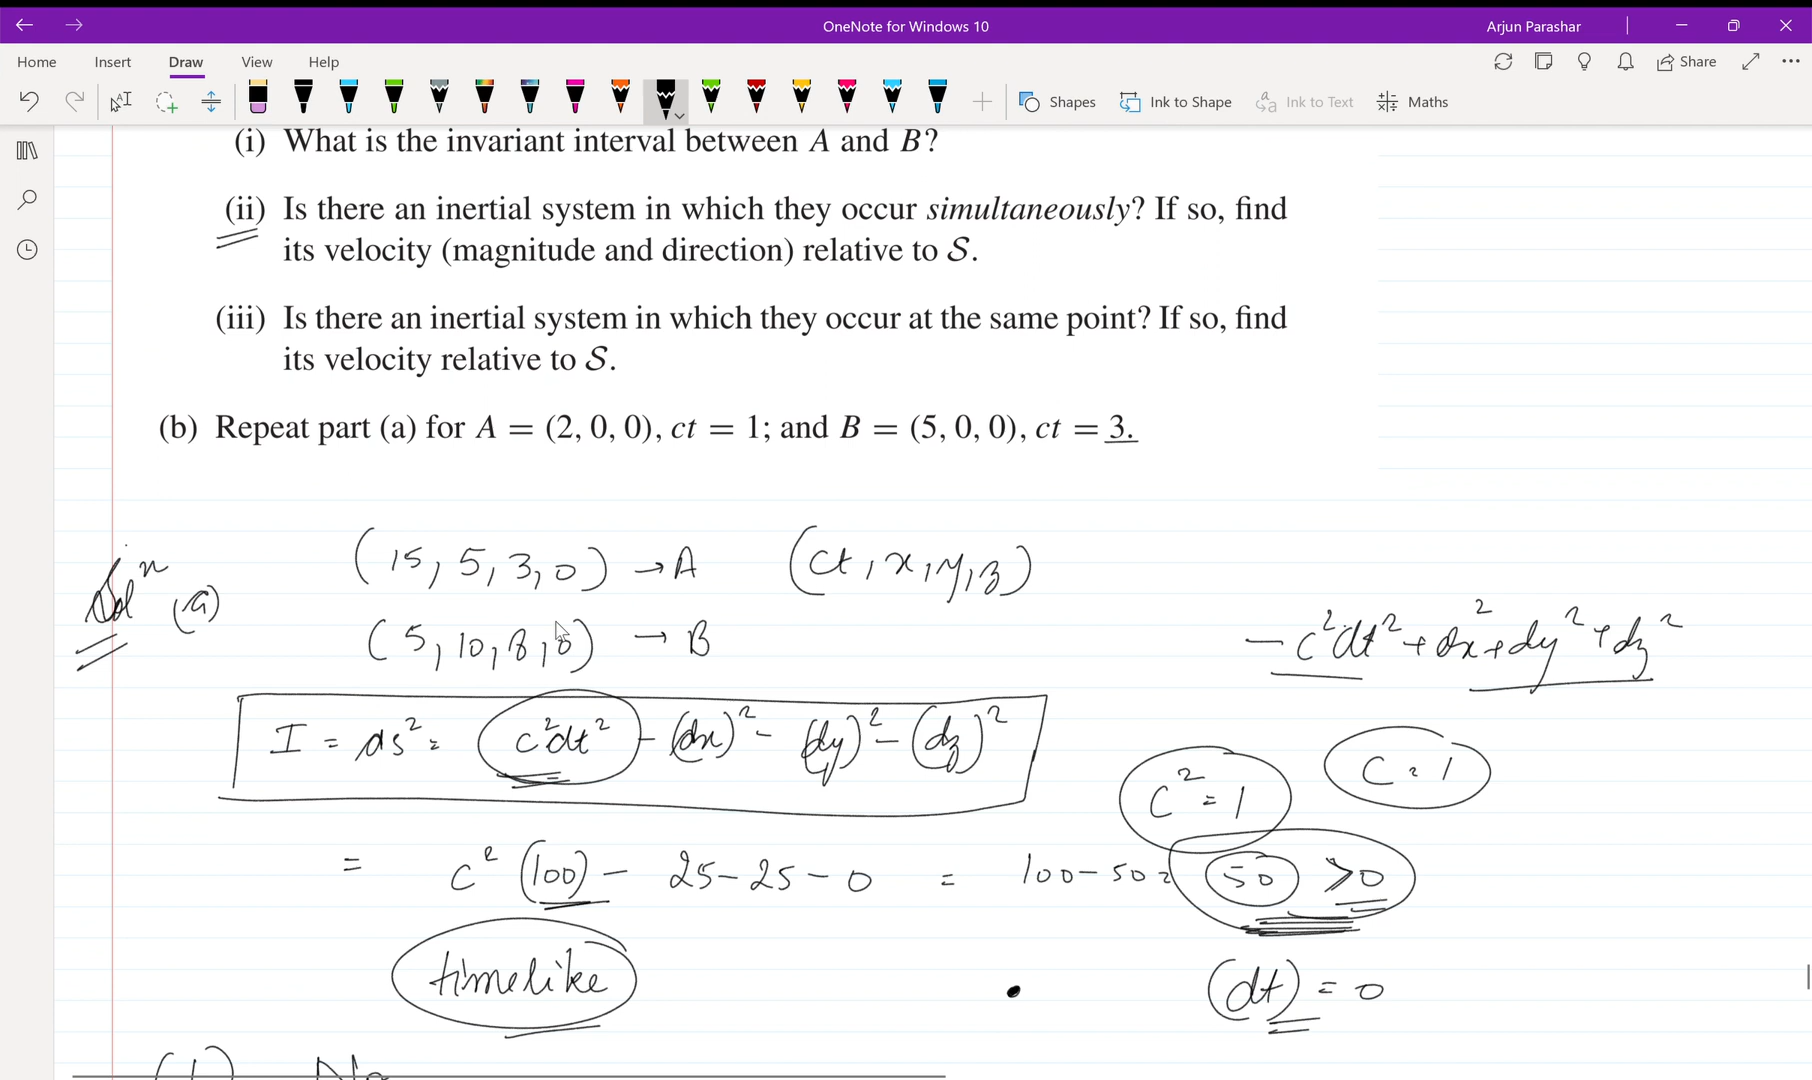 OneNote for Windows 10
Arjun Parashar
Home Insert Draw View Help
Share
Shapes Ink to Shape Ink to Text Maths
(i) What is the invariant interval between A and B?
(ii) Is there an inertial system in which they occur simultaneously? If so, find
its velocity (magnitude and direction) relative to S.
(iii) Is there an inertial system in which they occur at the same point? If so, find
its velocity relative to S.
(b) Repeat part (a) for A = (2, 0, 0), ct = 1; and B = (5, 0, 0), ct = 3.
Solⁿ (a)
(15, 5, 3, 0) → A (ct, x, y, z)
(5, 10, 8, 0) → B
- c²dt² + dx² + dy² + dz²
I = ds² = c²dt² - (dx)² - (dy)² - (dz)²
c² = 1 c = 1
= c² (100) - 25 - 25 - 0 = 100 - 50 = 50 > 0
timelike
(dt) = 0
No